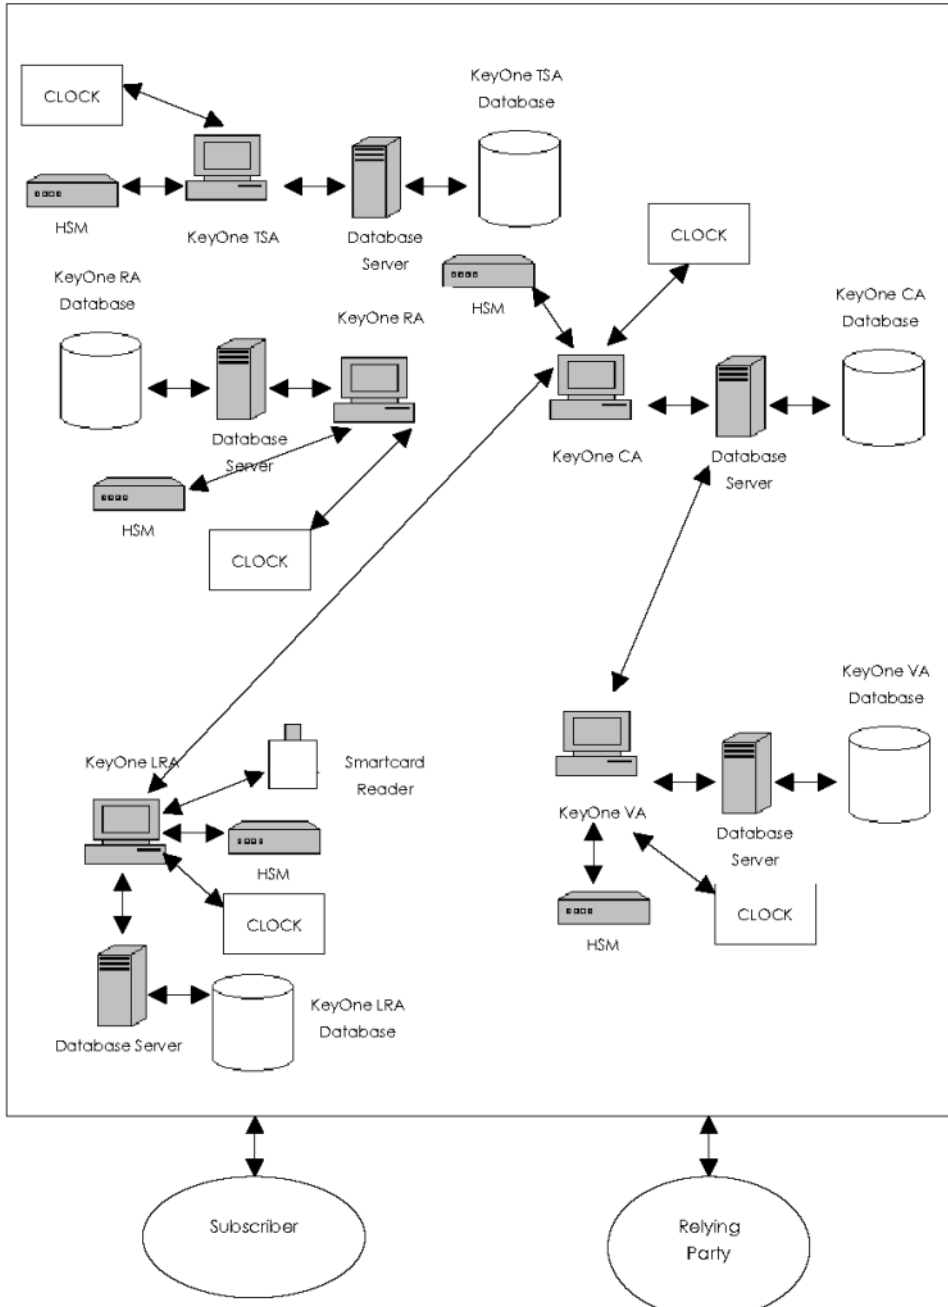 KeyOne TSA
Database
CLOCK
HSM
KeyOne TSA
Database
Server
CLOCK
HSM
KeyOne RA
Database
KeyOne RA
KeyOne CA
Database
Database
Server
KeyOne CA
Database
Server
HSM
CLOCK
KeyOne VA
Database
KeyOne LRA
Smartcard
Reader
KeyOne VA
Database
Server
HSM
CLOCK
HSM
CLOCK
Database Server
KeyOne LRA
Database
Subscriber
Relying
Party